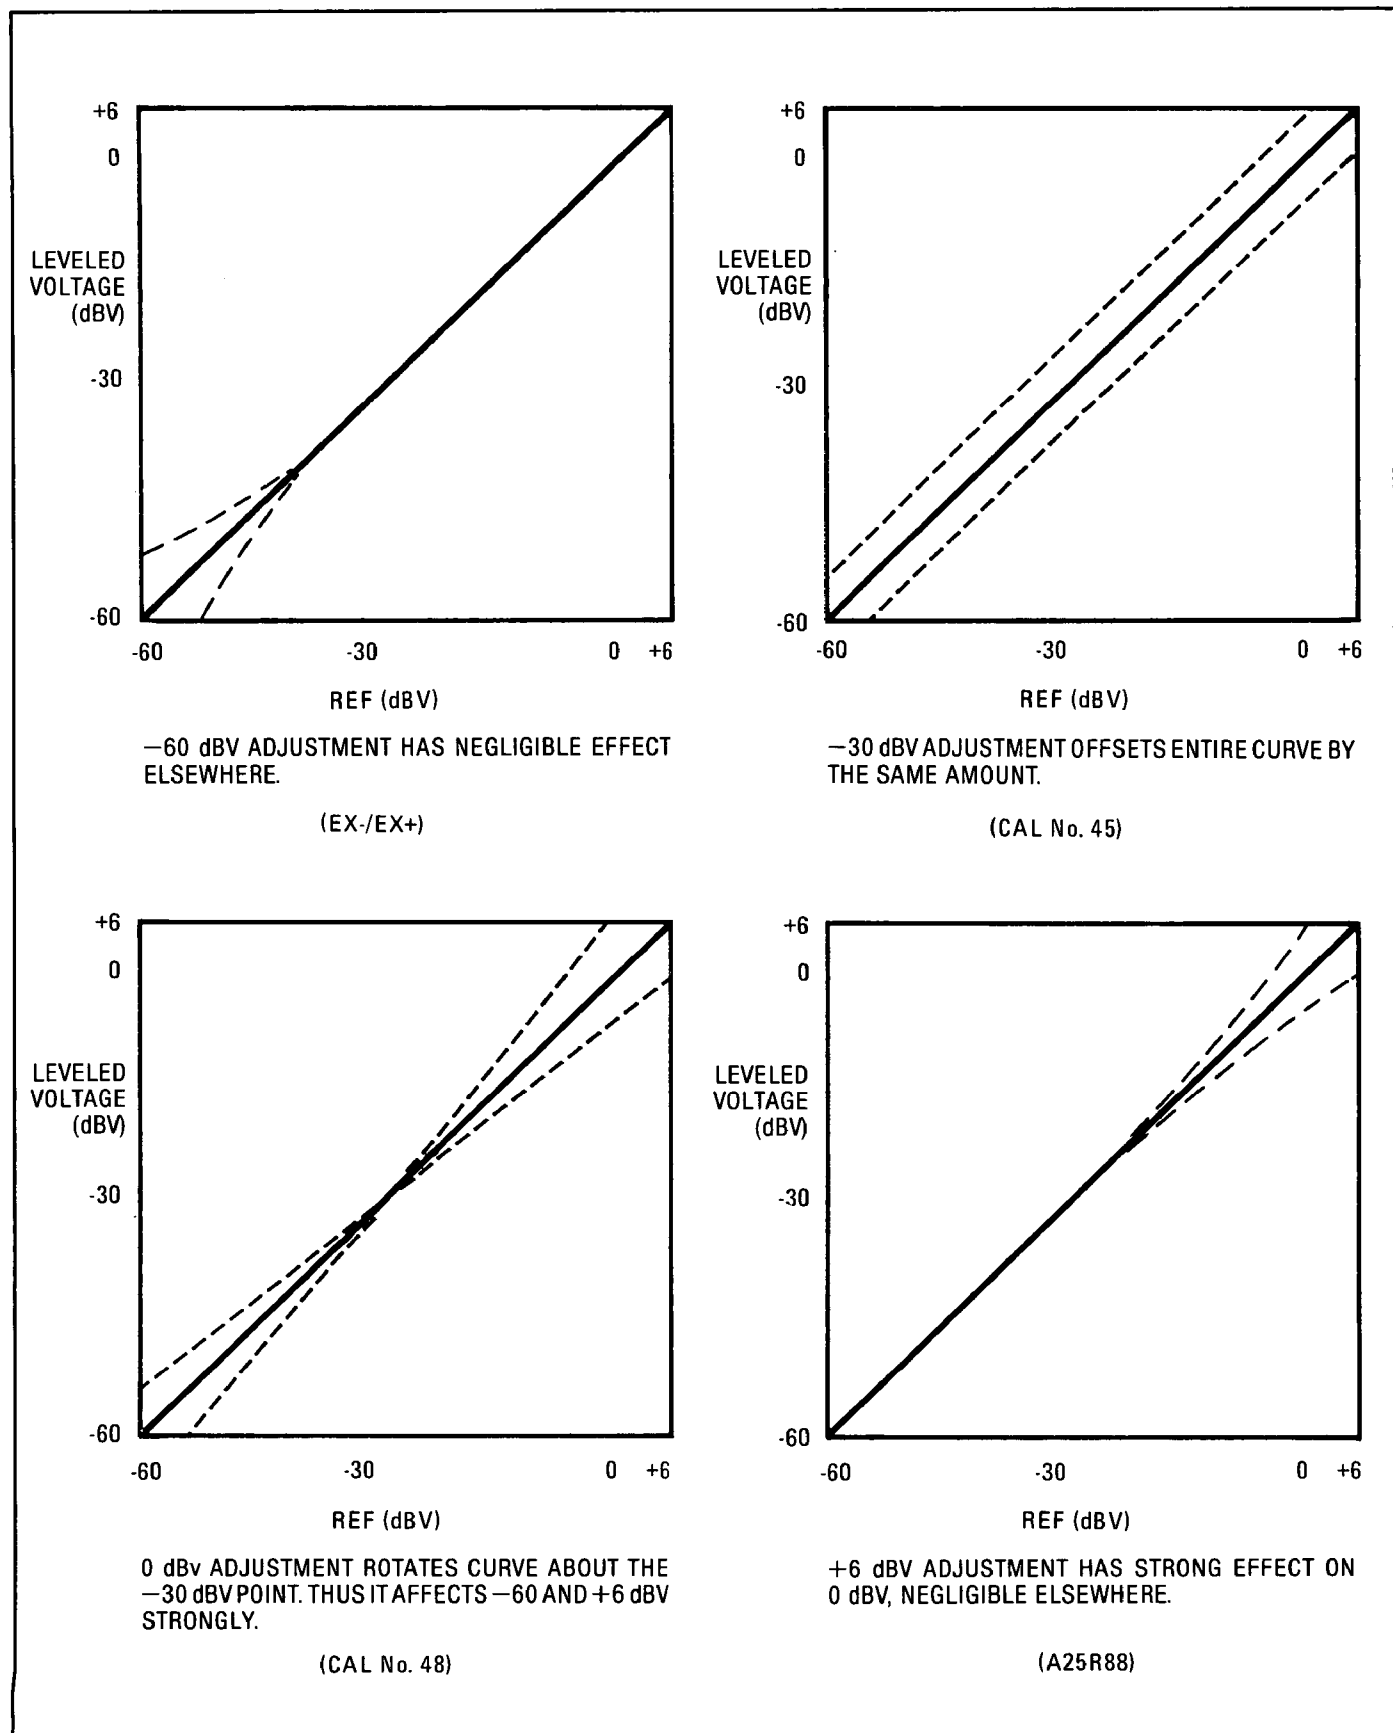 +6
0
LEVELED
VOLTAGE
(dBV)
-30
-60
-60
-30
0
+6
REF (dBV)
—60 dBV ADJUSTMENT HAS NEGLIGIBLE EFFECT
ELSEWHERE.
(EX-/EX+)
+6
0
LEVELED
VOLTAGE
(dBV)
-30
-60
-60
-30
0
+6
REF (dBV)
—30 dBV ADJUSTMENT OFFSETS ENTIRE CURVE BY
THE SAME AMOUNT.
(CAL No. 45)
+6
0
LEVELED
VOLTAGE
(dBV)
-30
-60
-60
-30
0
+6
REF (dBV)
0 dBv ADJUSTMENT ROTATES CURVE ABOUT THE
—30 dBV POINT. THUS IT AFFECTS —60 AND +6 dBV
STRONGLY.
(CAL No. 48)
+6
0
LEVELED
VOLTAGE
(dBV)
-30
-60
-60
-30
0
+6
REF (dBV)
+6 dBV ADJUSTMENT HAS STRONG EFFECT ON
0 dBV, NEGLIGIBLE ELSEWHERE.
(A25R88)